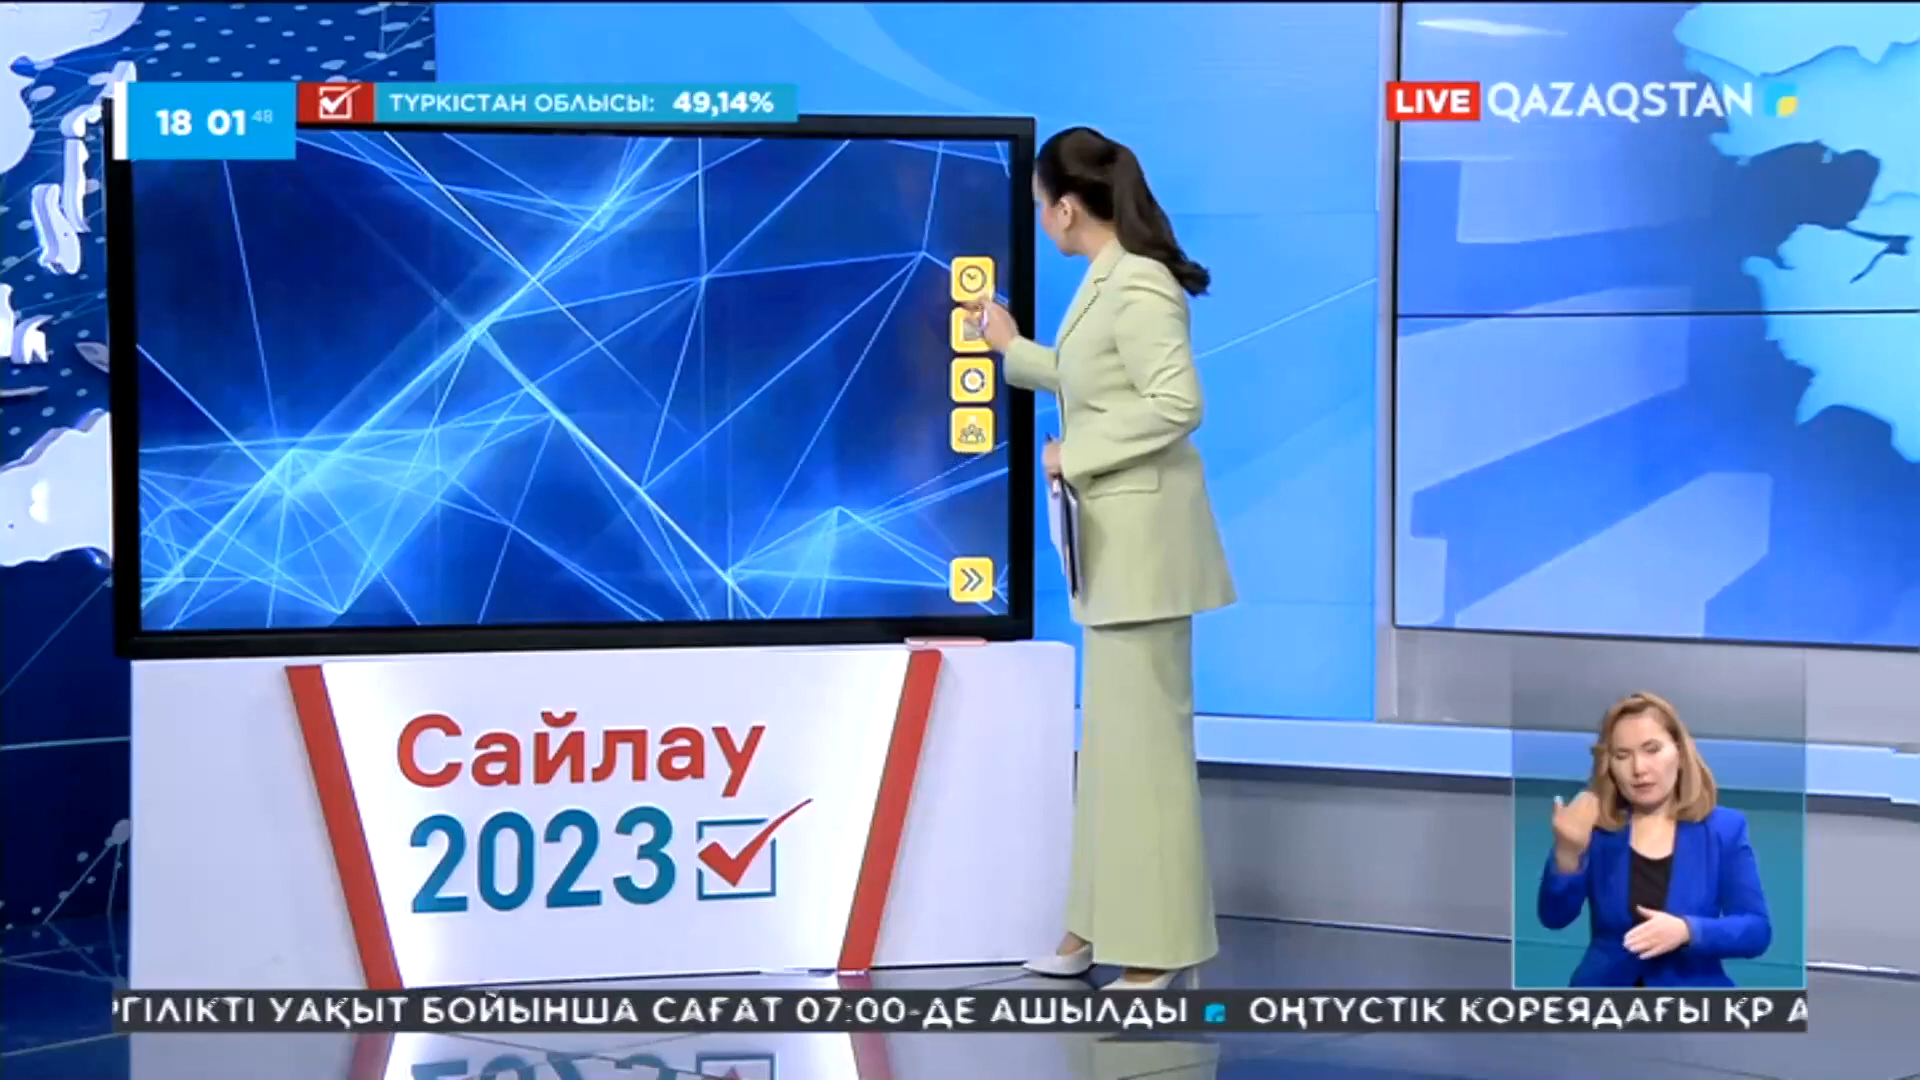 18 01 48
ТҮРКІСТАН ОБЛЫСЫ: 49,14%
LIVE QAZAQSTAN
Сайлау
2023
РГІЛІКТІ УАҚЫТ БОЙЫНША САҒАТ 07:00-ДЕ АШЫЛДЫ ОҢТҮСТІК КОРЕЯДАҒЫ ҚР